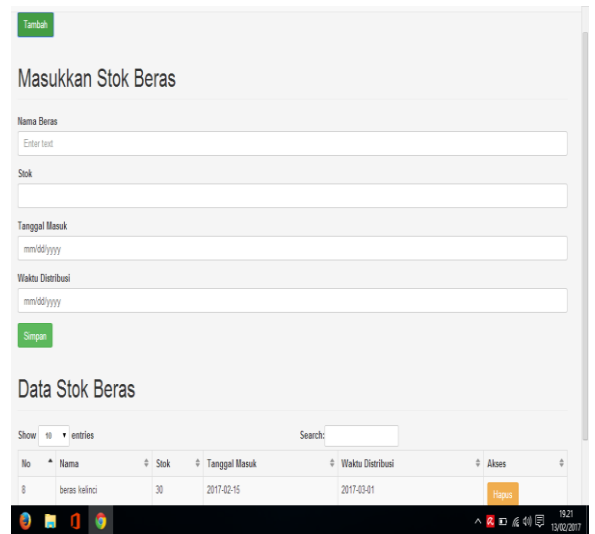 Tambah
Masukkan Stok Beras
Nama Beras
Enter text
Stok
Tanggal Masuk
mm/dd/yyyy
Waktu Distribusi
mm/dd/yyyy
Simpan
Data Stok Beras
Show 10 entries Search:
No Nama Stok Tanggal Masuk Waktu Distribusi Akses
8 beras kelinci 30 2017-02-15 2017-03-01 Hapus
19.21
13/02/2017